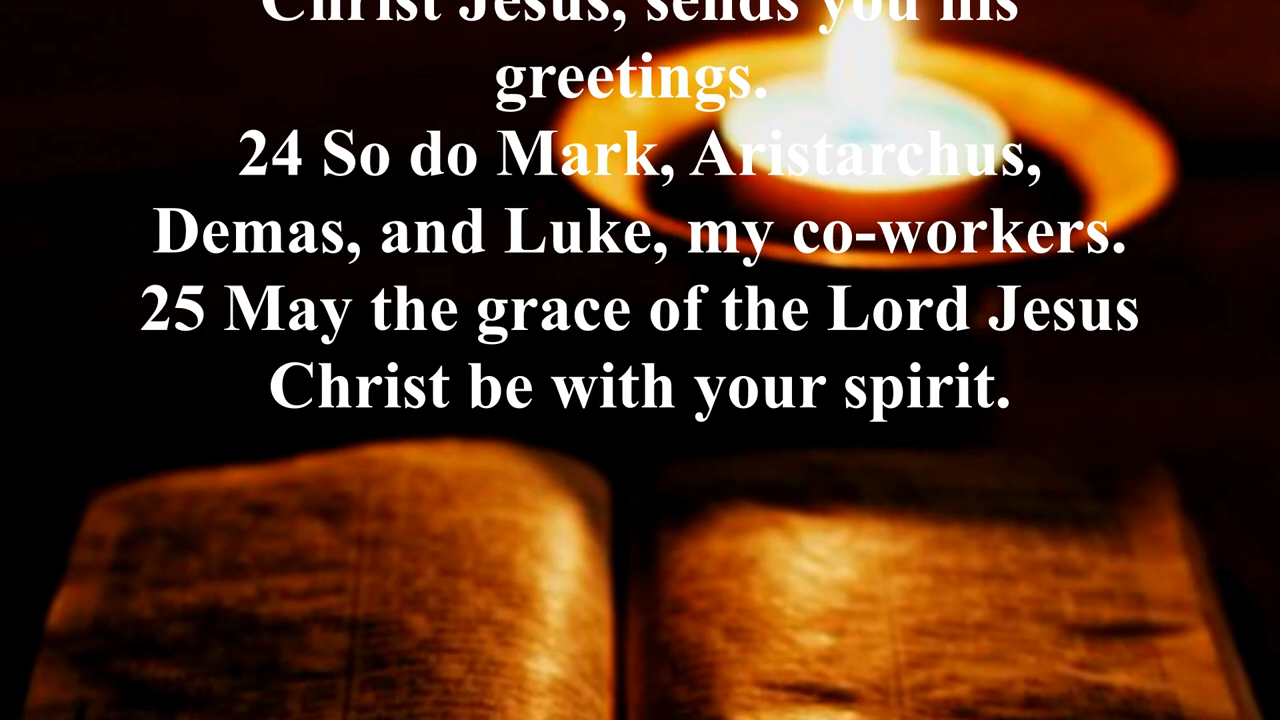 Christ Jesus, sends you his
greetings.
24 So do Mark, Aristarchus,
Demas, and Luke, my co-workers.
25 May the grace of the Lord Jesus
Christ be with your spirit.